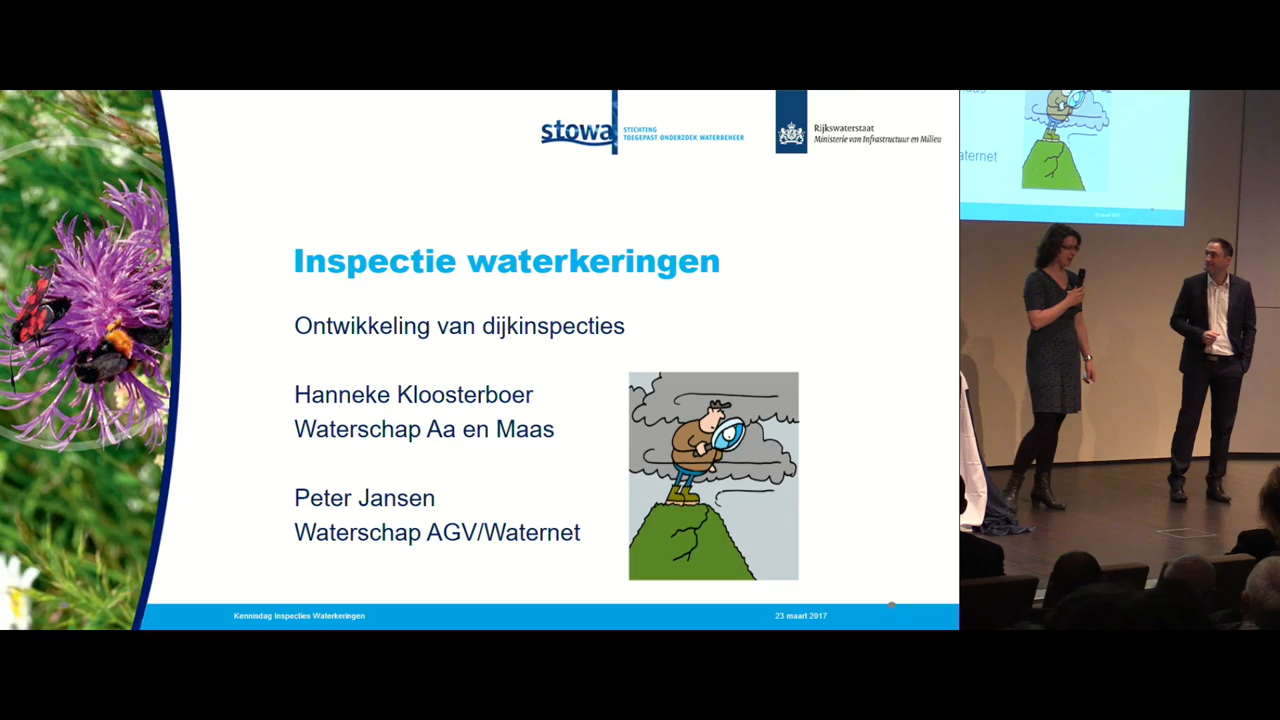 stowa
STICHTING
TOEGEPAST ONDERZOEK WATERBEHEER
Rijkswaterstaat
Ministerie van Infrastructuur en Milieu
Inspectie waterkeringen
Ontwikkeling van dijkinspecties
Hanneke Kloosterboer
Waterschap Aa en Maas
Peter Jansen
Waterschap AGV/Waternet
Kennisdag Inspecties Waterkeringen
23 maart 2017
aternet